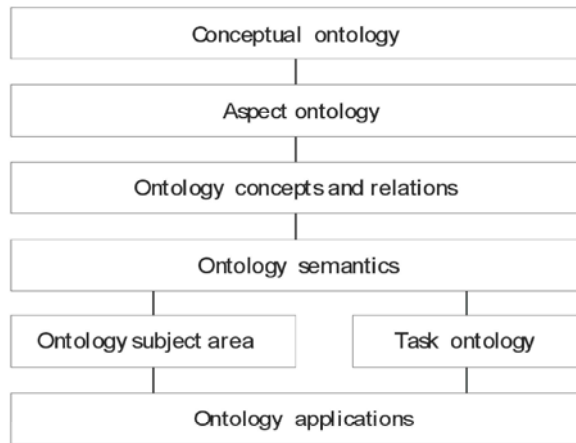 Conceptual ontology
Aspect ontology
Ontology concepts and relations
Ontology semantics
Ontology subject area
Task ontology
Ontology applications